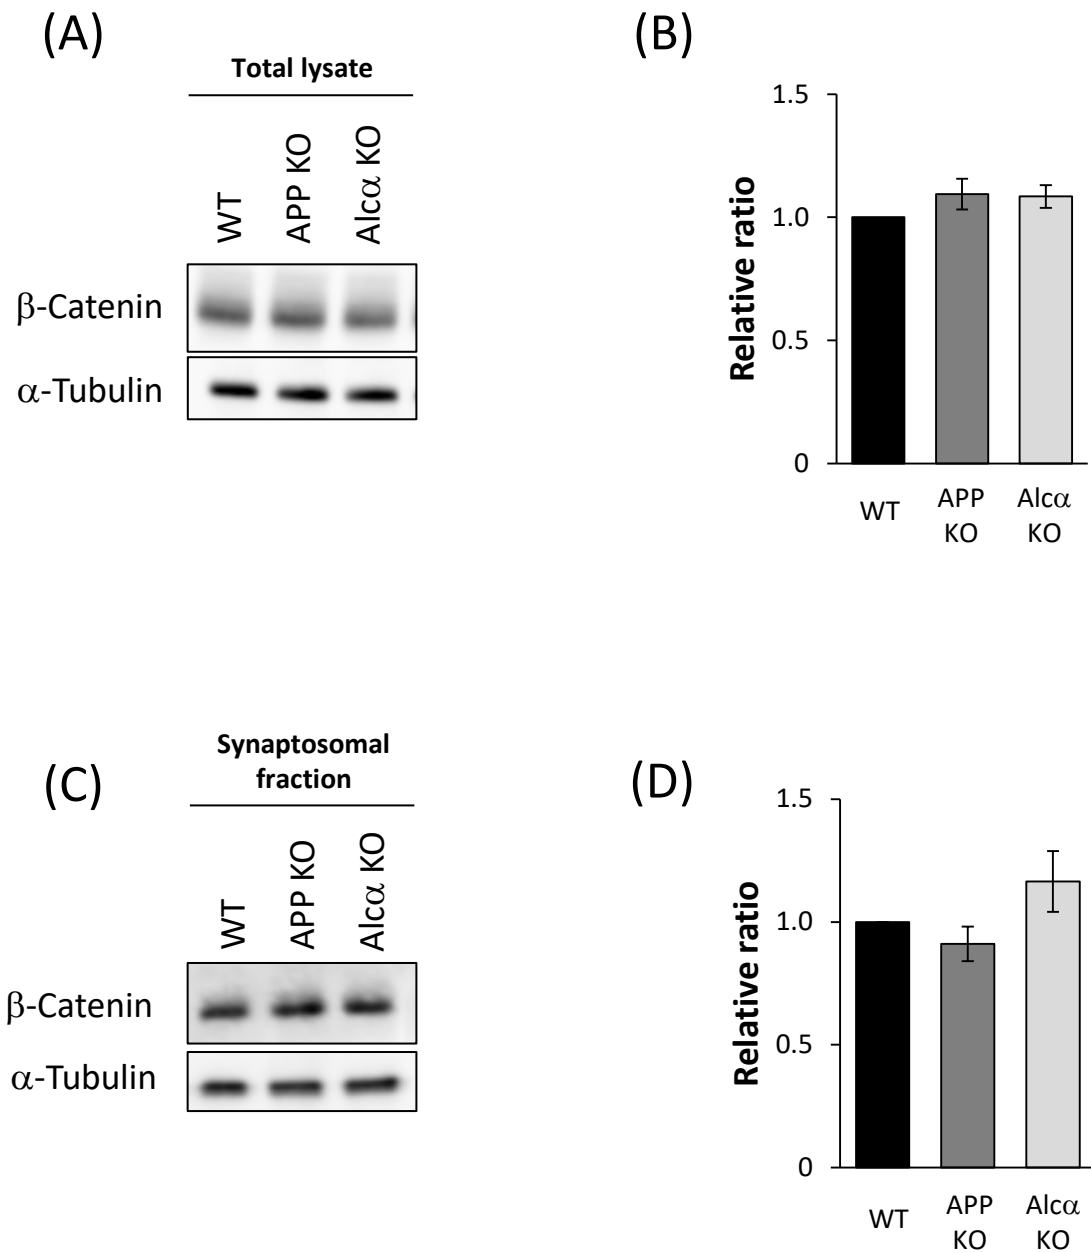 (A)
Total lysate
WT
APP KO
Alcα KO
β-Catenin
α-Tubulin
(B)
Relative ratio
1.5
1.0
0.5
0
WT
APP
KO
Alcα
KO
(C)
Synaptosomal
fraction
WT
APP KO
Alcα KO
β-Catenin
α-Tubulin
(D)
Relative ratio
1.5
1.0
0.5
0
WT
APP
KO
Alcα
KO